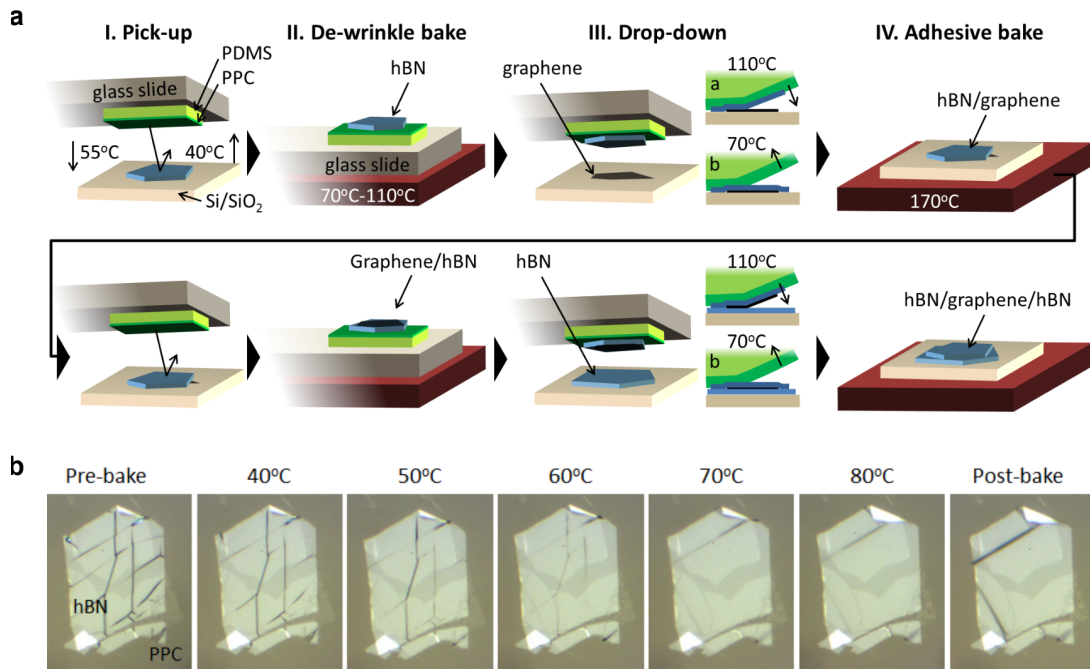 a
I. Pick-up
II. De-wrinkle bake
III. Drop-down
IV. Adhesive bake
PDMS
PPC
glass slide
55°C
40°C
Si/SiO₂
hBN
glass slide
70°C-110°C
graphene
110°C
a
70°C
b
hBN/graphene
170°C
Graphene/hBN
hBN
110°C
70°C
b
hBN/graphene/hBN
b
Pre-bake
40°C
50°C
60°C
70°C
80°C
Post-bake
hBN
PPC